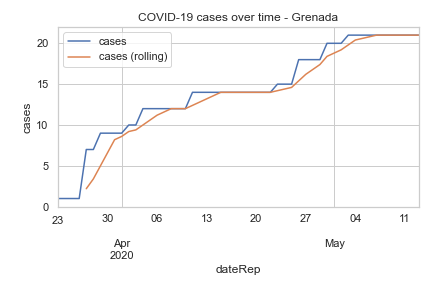 COVID-19 cases over time - Grenada
cases
cases (rolling)
cases
20
15
10
5
0
23 30 06 13 20 27 04 11
Apr May
2020
dateRep